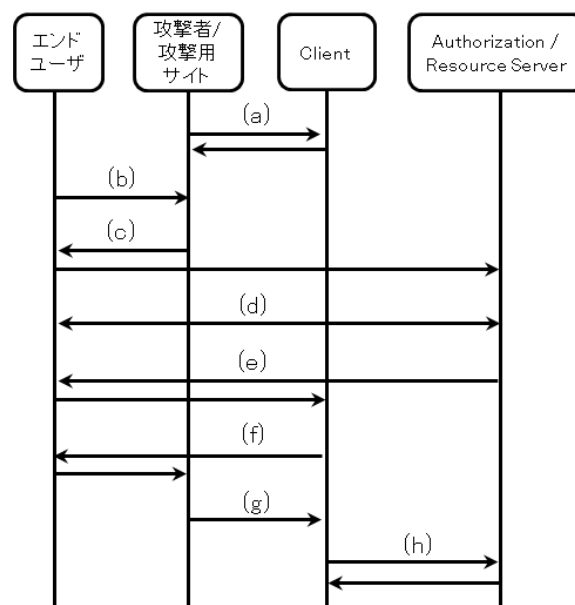 エンド
ユーザ
攻撃者/
攻撃用
サイト
Client
Authorization /
Resource Server
(a)
(b)
(c)
(d)
(e)
(f)
(g)
(h)